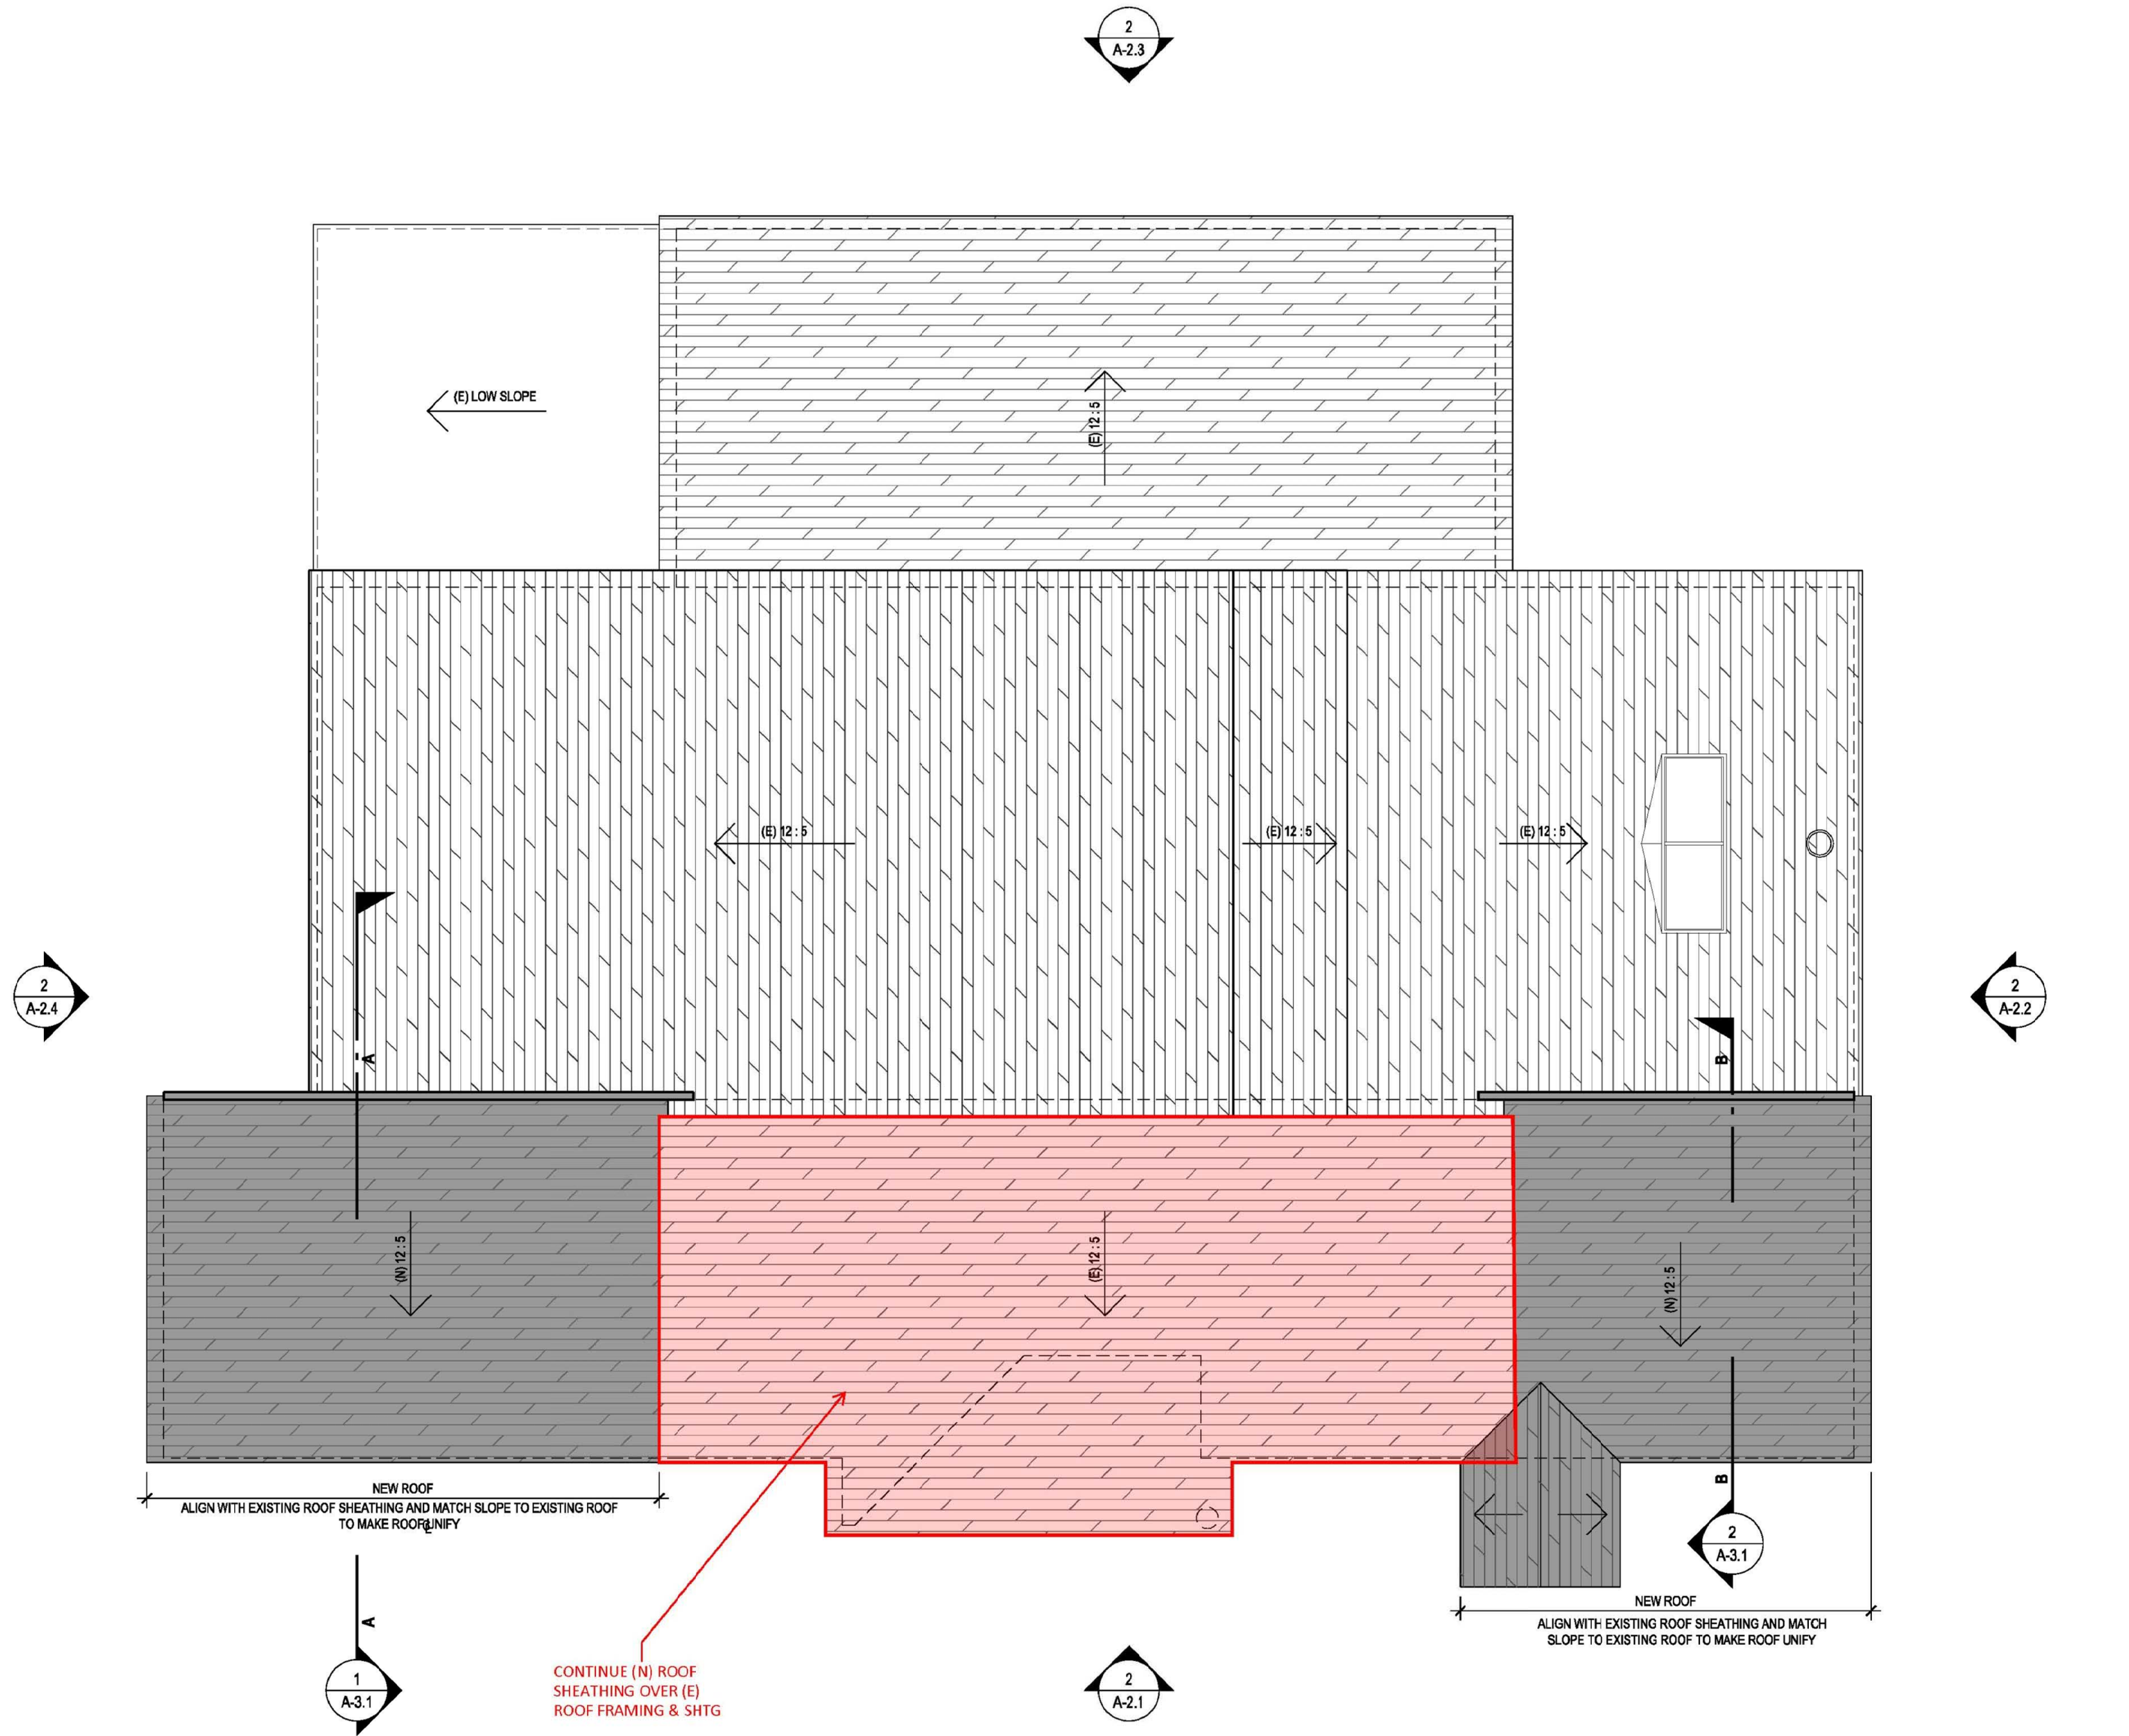 2
A-2.3
(E) LOW SLOPE
(E) 12 : 5
(E) 12 : 5
(E) 12 : 5
(E) 12 : 5
2
A-2.4
2
A-2.2
A
B
(N) 12 : 5
(E) 12 : 5
(N) 12 : 5
NEW ROOF
ALIGN WITH EXISTING ROOF SHEATHING AND MATCH SLOPE TO EXISTING ROOF
TO MAKE ROOF UNIFY
B
2
A-3.1
NEW ROOF
ALIGN WITH EXISTING ROOF SHEATHING AND MATCH
SLOPE TO EXISTING ROOF TO MAKE ROOF UNIFY
A
1
A-3.1
CONTINUE (N) ROOF
SHEATHING OVER (E)
ROOF FRAMING & SHTG
2
A-2.1